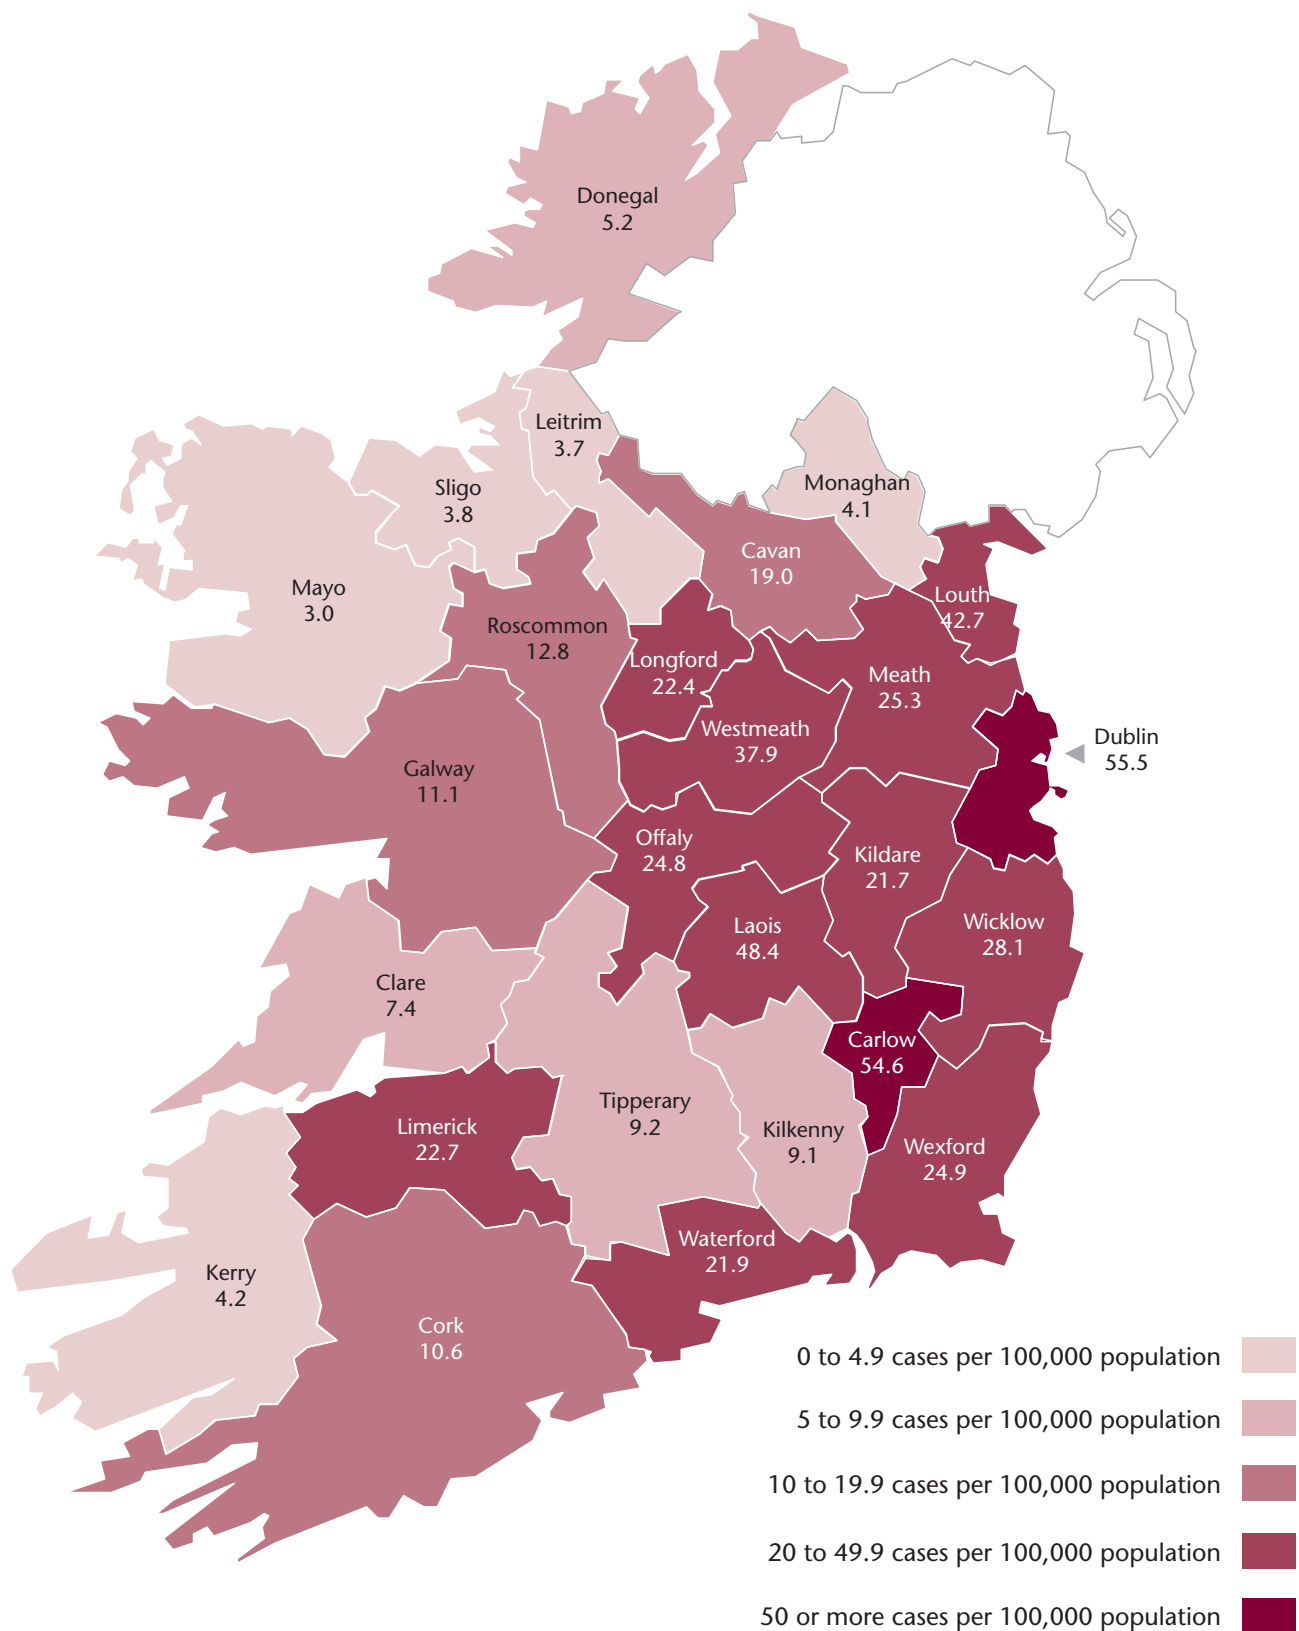 Donegal
5.2
Leitrim
3.7
Sligo
3.8
Monaghan
4.1
Cavan
19.0
Mayo
3.0
Louth
42.7
Roscommon
12.8
Longford
22.4
Meath
25.3
Westmeath
37.9
Dublin
55.5
Galway
11.1
Offaly
24.8
Kildare
21.7
Laois
48.4
Wicklow
28.1
Clare
7.4
Carlow
54.6
Tipperary
9.2
Limerick
22.7
Kilkenny
9.1
Wexford
24.9
Waterford
21.9
Kerry
4.2
Cork
10.6
0 to 4.9 cases per 100,000 population
5 to 9.9 cases per 100,000 population
10 to 19.9 cases per 100,000 population
20 to 49.9 cases per 100,000 population
50 or more cases per 100,000 population